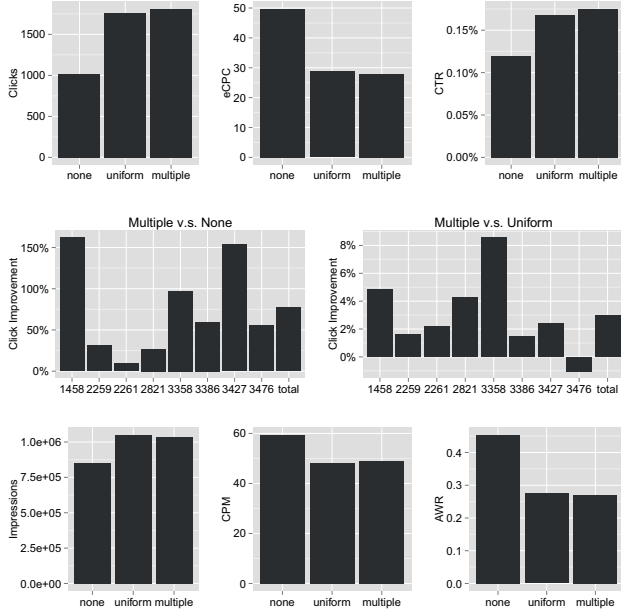 Clicks
1500
1000
500
0
none uniform multiple
eCPC
50
40
30
20
10
0
none uniform multiple
CTR
0.15%
0.10%
0.05%
0.00%
none uniform multiple
Multiple v.s. None
Click Improvement
150%
100%
50%
0%
1458 2259 2261 2821 3358 3386 3427 3476 total
Multiple v.s. Uniform
Click Improvement
8%
6%
4%
2%
0%
1458 2259 2261 2821 3358 3386 3427 3476 total
Impressions
1.0e+06
7.5e+05
5.0e+05
2.5e+05
0.0e+00
none uniform multiple
CPM
60
40
20
0
none uniform multiple
AWR
0.4
0.3
0.2
0.1
0.0
none uniform multiple